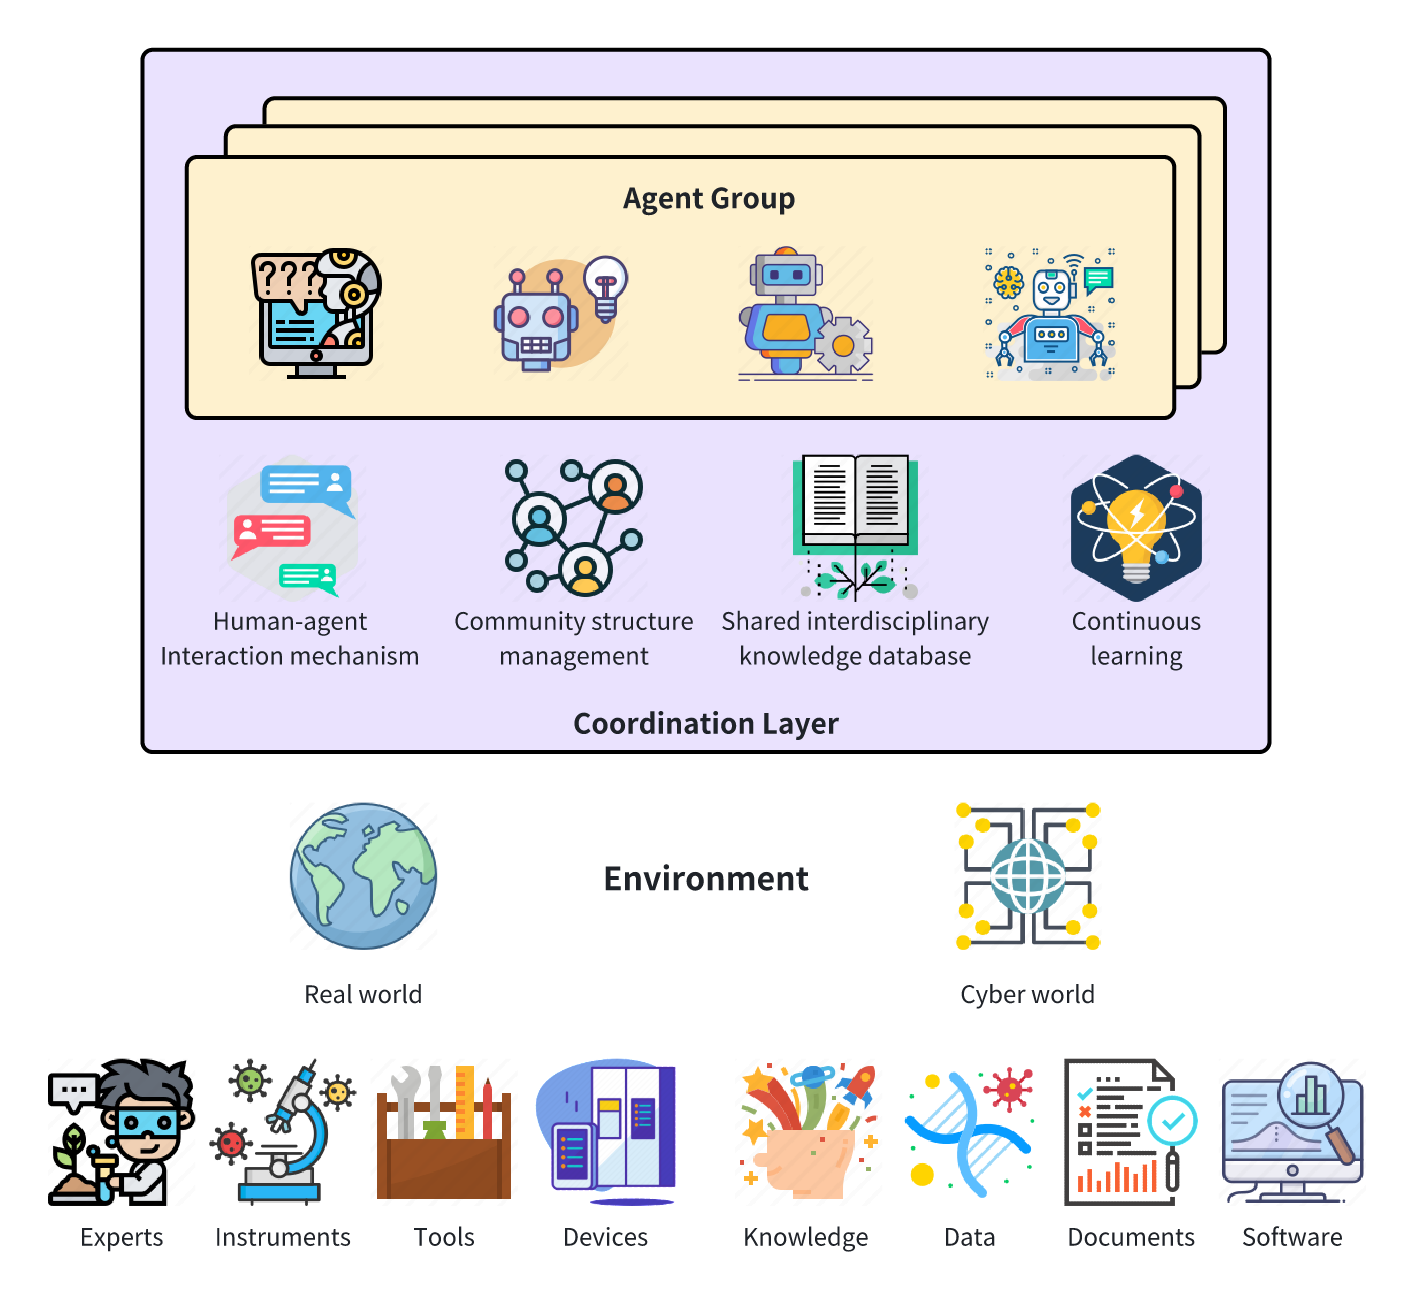 Agent Group
???
Human-agent
Interaction mechanism
Community structure
management
Shared interdisciplinary
knowledge database
Continuous
learning
Coordination Layer
Environment
Real world
Cyber world
Experts
Instruments
Tools
Devices
Knowledge
Data
Documents
Software